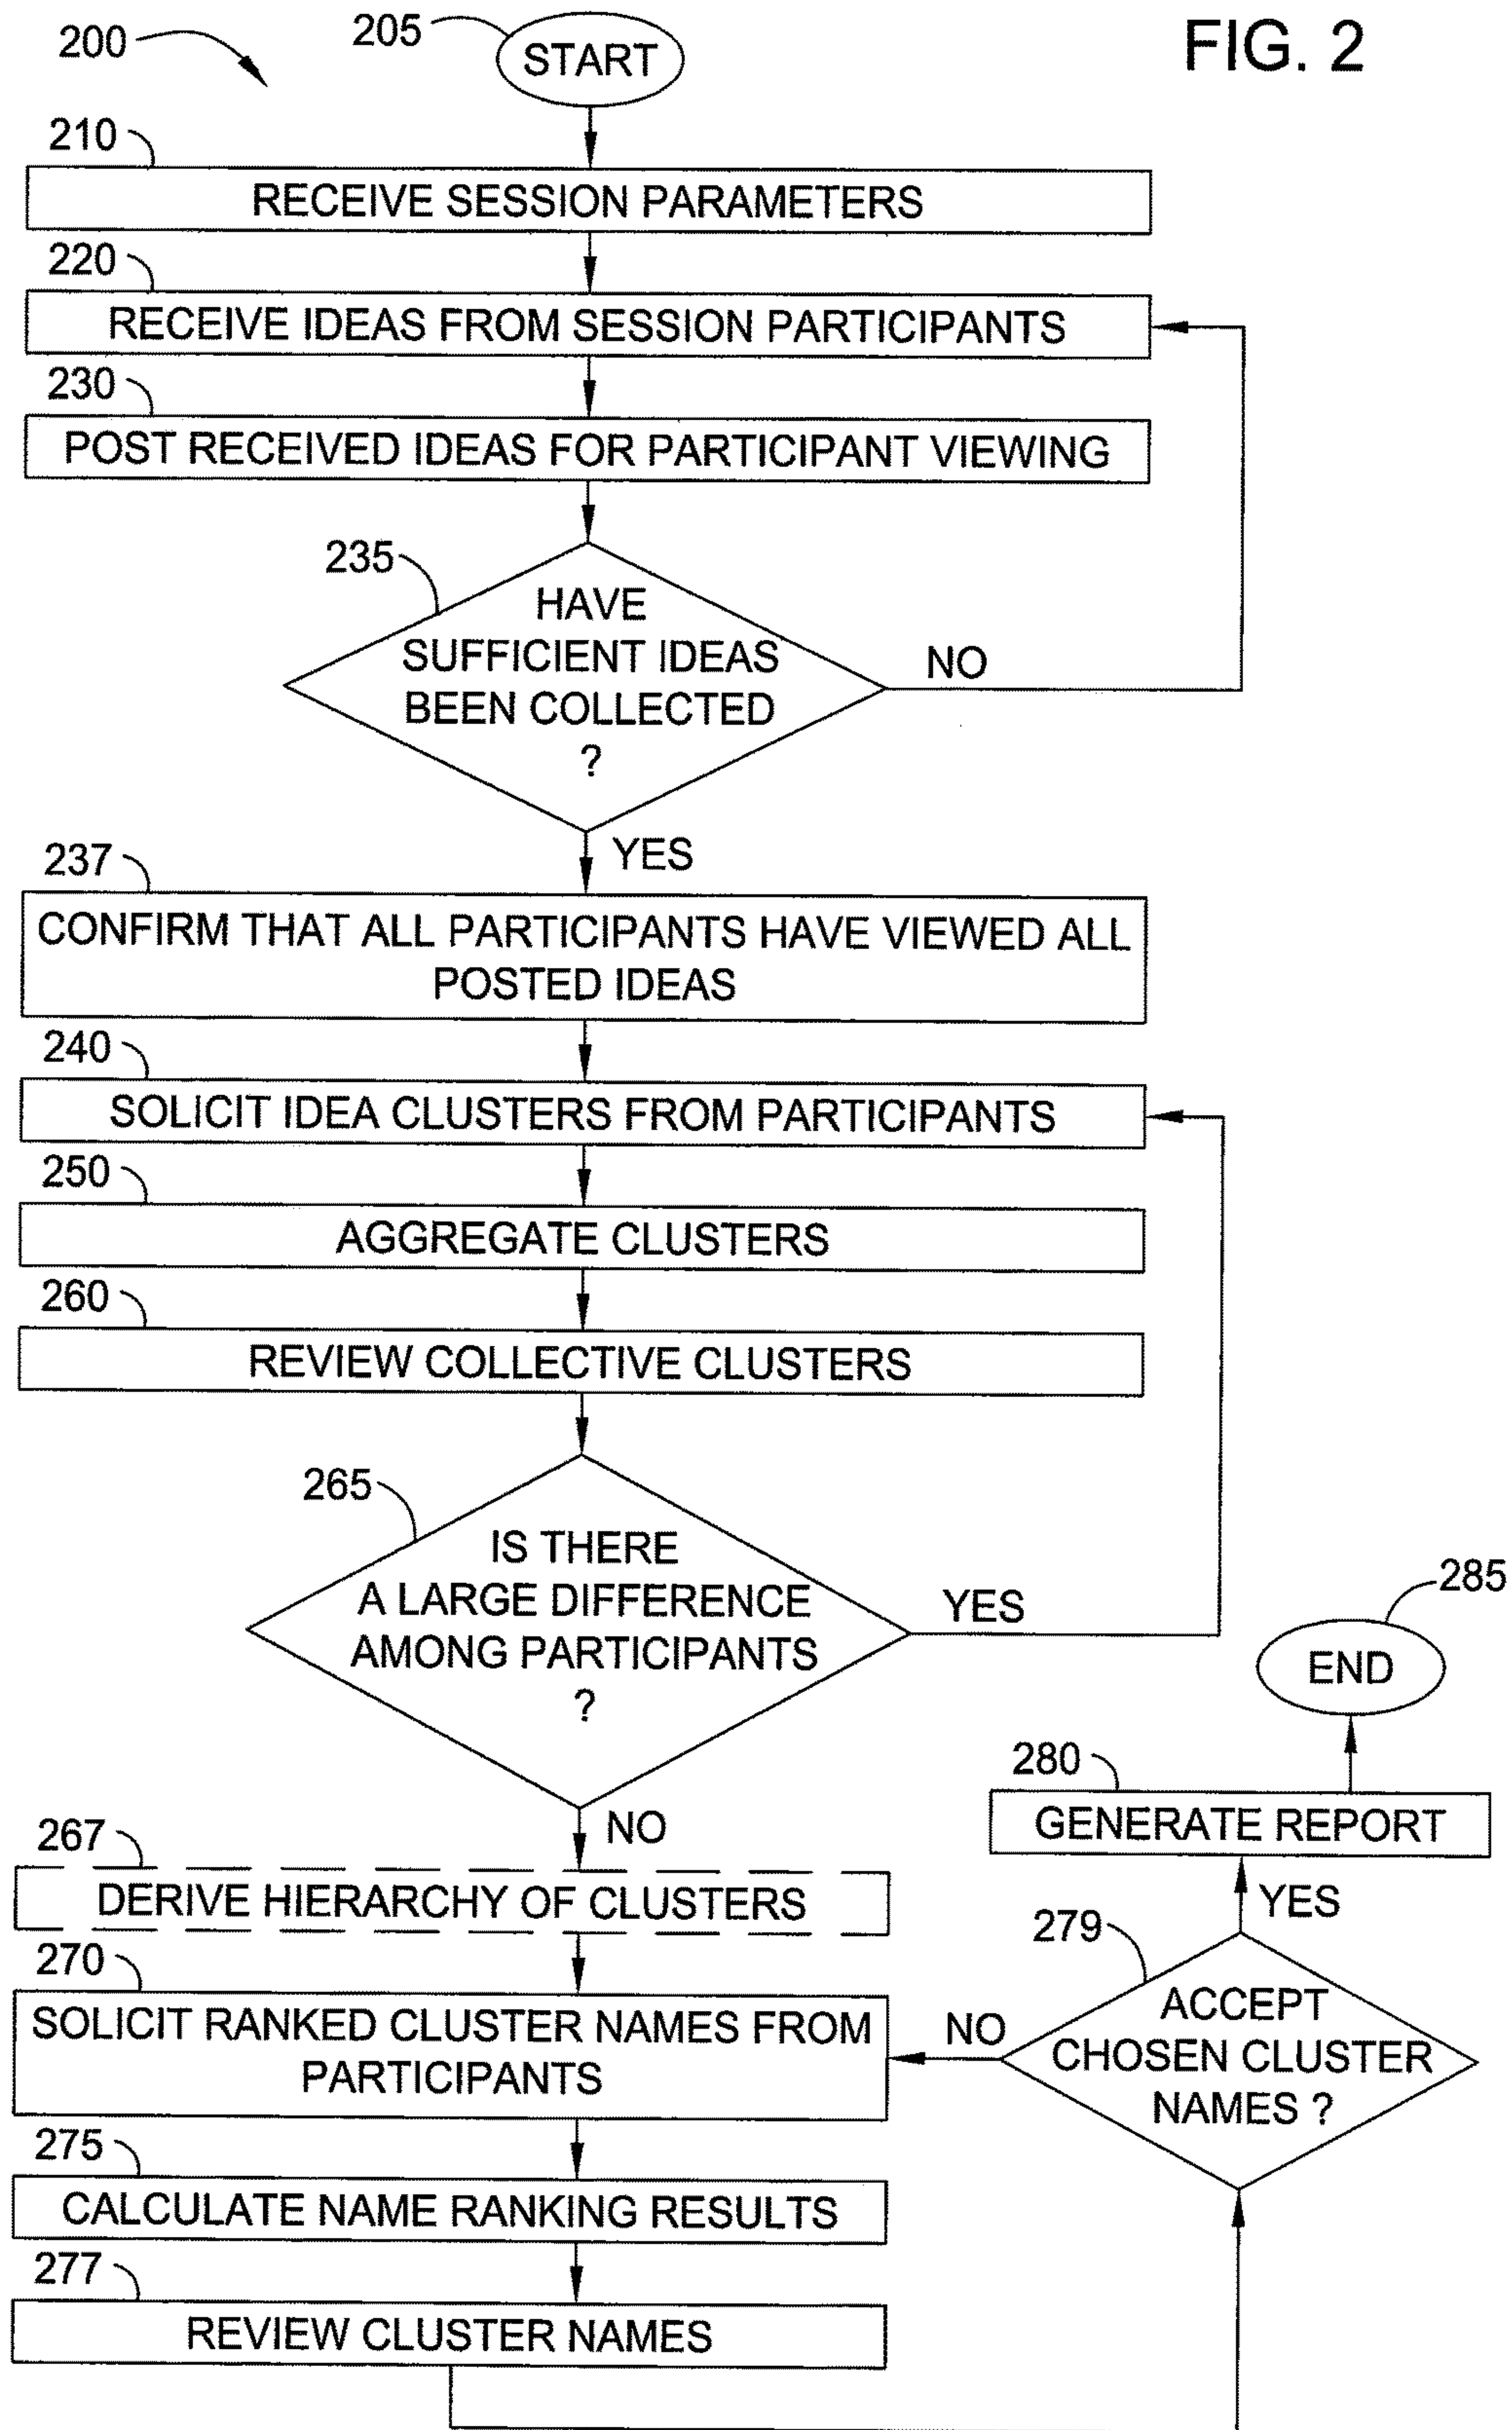 FIG. 2
200
205
START
210
RECEIVE SESSION PARAMETERS
220
RECEIVE IDEAS FROM SESSION PARTICIPANTS
230
POST RECEIVED IDEAS FOR PARTICIPANT VIEWING
235
HAVE
SUFFICIENT IDEAS
BEEN COLLECTED
?
NO
YES
237
CONFIRM THAT ALL PARTICIPANTS HAVE VIEWED ALL
POSTED IDEAS
240
SOLICIT IDEA CLUSTERS FROM PARTICIPANTS
250
AGGREGATE CLUSTERS
260
REVIEW COLLECTIVE CLUSTERS
265
IS THERE
A LARGE DIFFERENCE
AMONG PARTICIPANTS
?
YES
NO
267
DERIVE HIERARCHY OF CLUSTERS
270
SOLICIT RANKED CLUSTER NAMES FROM
PARTICIPANTS
275
CALCULATE NAME RANKING RESULTS
277
REVIEW CLUSTER NAMES
279
ACCEPT
CHOSEN CLUSTER
NAMES ?
NO
YES
280
GENERATE REPORT
285
END